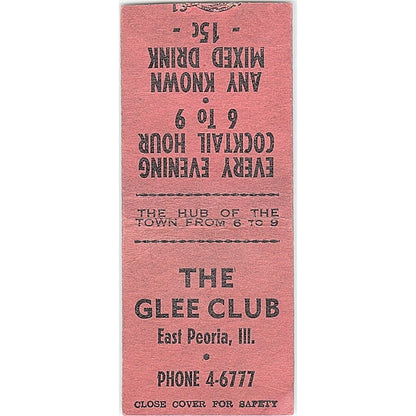 EVERY EVENING
COCKTAIL HOUR
6 TO 9
•
ANY KNOWN
MIXED DRINK
- 15c -
THE HUB OF THE
TOWN FROM 6 TO 9
THE
GLEE CLUB
East Peoria, Ill.
•
PHONE 4-6777
CLOSE COVER FOR SAFETY